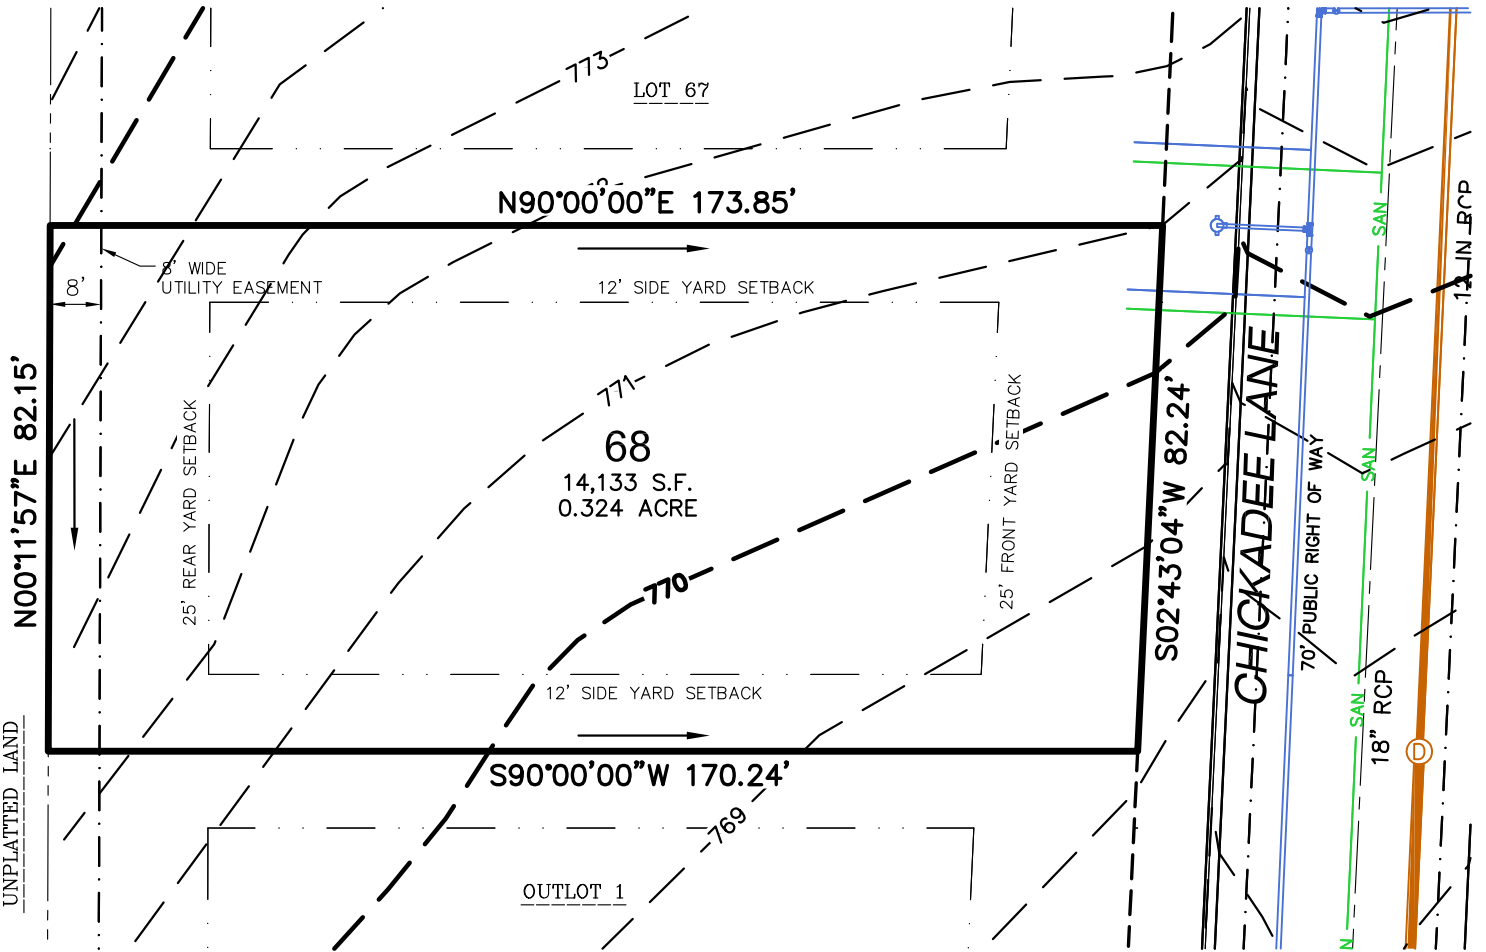 773
LOT 67
N90°00'00"E 173.85'
8' WIDE
UTILITY EASEMENT
8'
12' SIDE YARD SETBACK
N00°11'57"E 82.15'
25' REAR YARD SETBACK
771
68
14,133 S.F.
0.324 ACRE
25' FRONT YARD SETBACK
770
12' SIDE YARD SETBACK
S02°43'04"W 82.24'
S90°00'00"W 170.24'
769
OUTLOT 1
UNPLATTED LAND
CHICKADEE LANE
70' PUBLIC RIGHT OF WAY
SAN
SAN
SAN
N
12 IN RCP
18" RCP
D